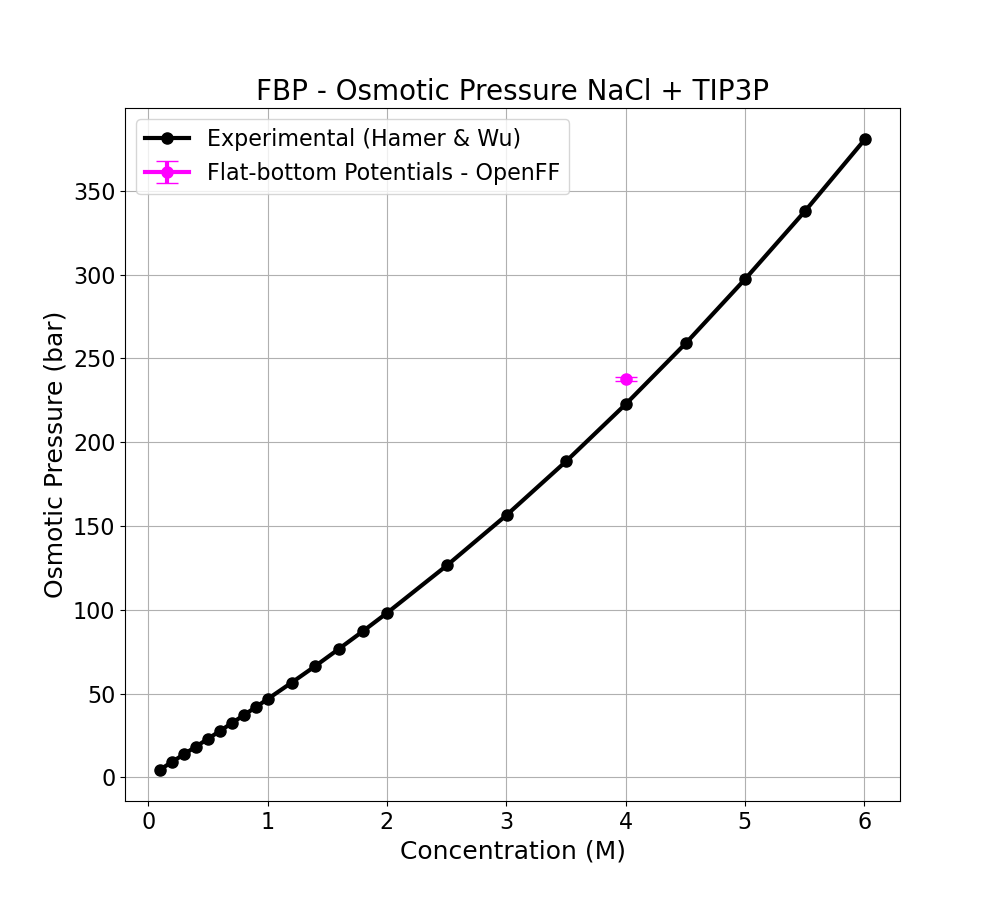 FBP - Osmotic Pressure NaCl + TIP3P
Experimental (Hamer & Wu)
Flat-bottom Potentials - OpenFF
350
300
250
200
150
100
50
0
Osmotic Pressure (bar)
0 1 2 3 4 5 6
Concentration (M)